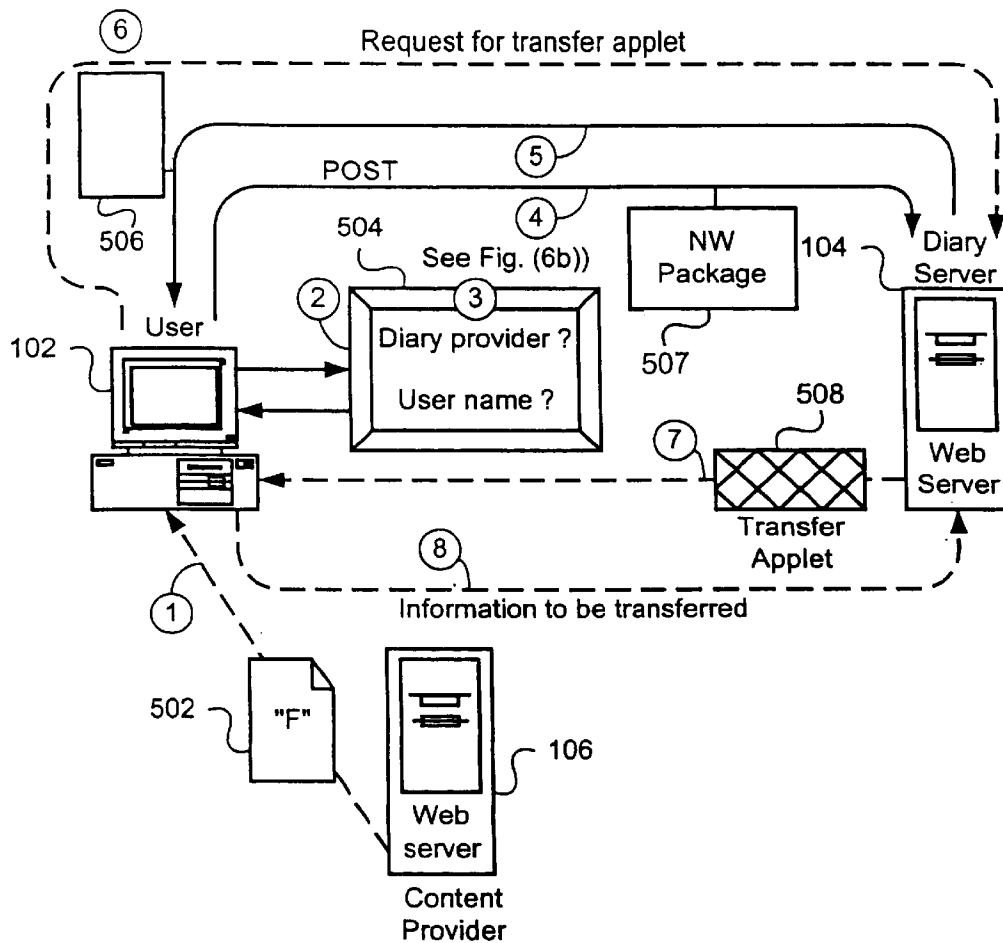 6
Request for transfer applet
5
POST
4
506
504
See Fig. (6b))
NW
Package
507
104
Diary
Server
2
3
User
102
Diary provider ?
User name ?
508
7
Web
Server
Transfer
Applet
8
Information to be transferred
1
502
"F"
106
Web
server
Content
Provider